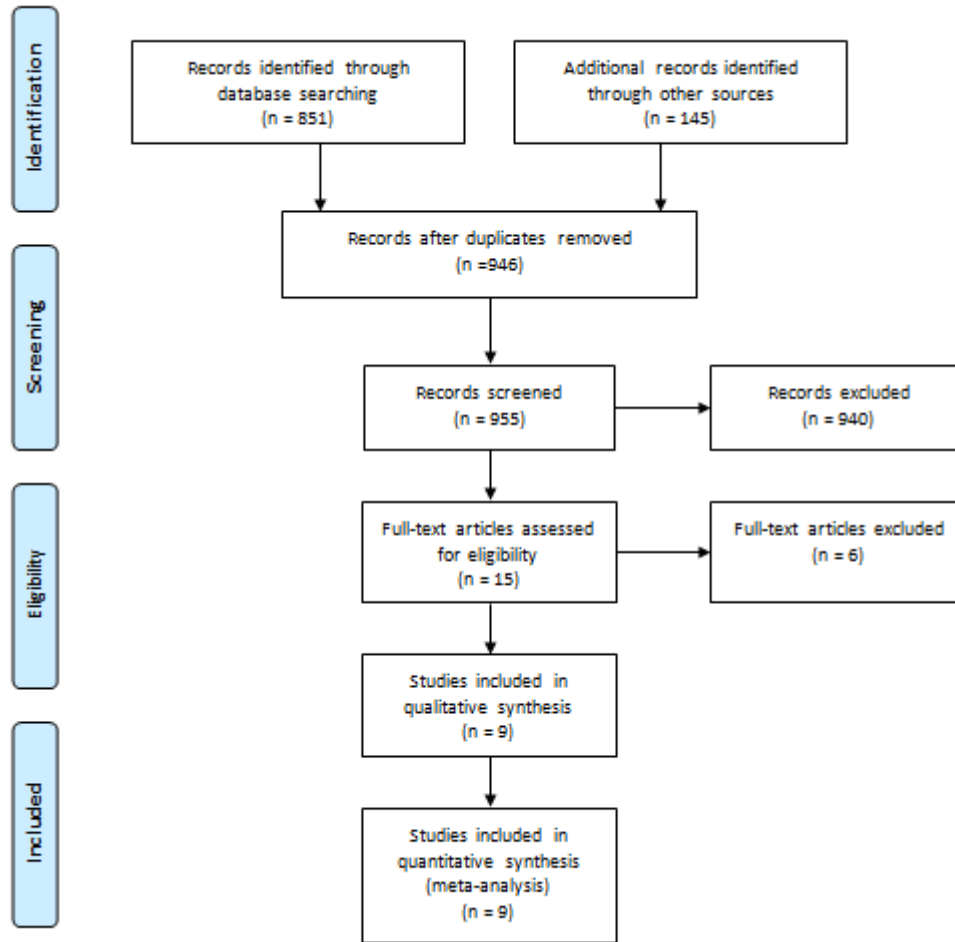 Identification
Records identified through
database searching
(n = 851)
Additional records identified
through other sources
(n = 145)
Records after duplicates removed
(n =946)
Screening
Records screened
(n = 955)
Records excluded
(n = 940)
Eligibility
Full-text articles assessed
for eligibility
(n = 15)
Full-text articles excluded
(n = 6)
Studies included in
qualitative synthesis
(n = 9)
Included
Studies included in
quantitative synthesis
(meta-analysis)
(n = 9)